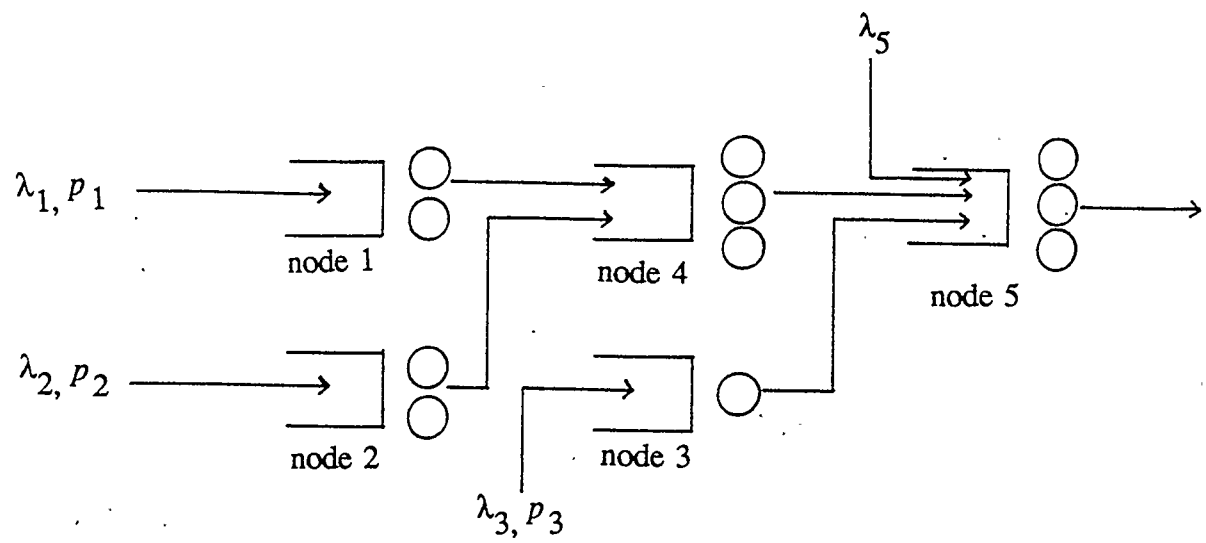 λ5
λ1, p1
node 1
node 4
node 5
λ2, p2
node 2
node 3
λ3, p3